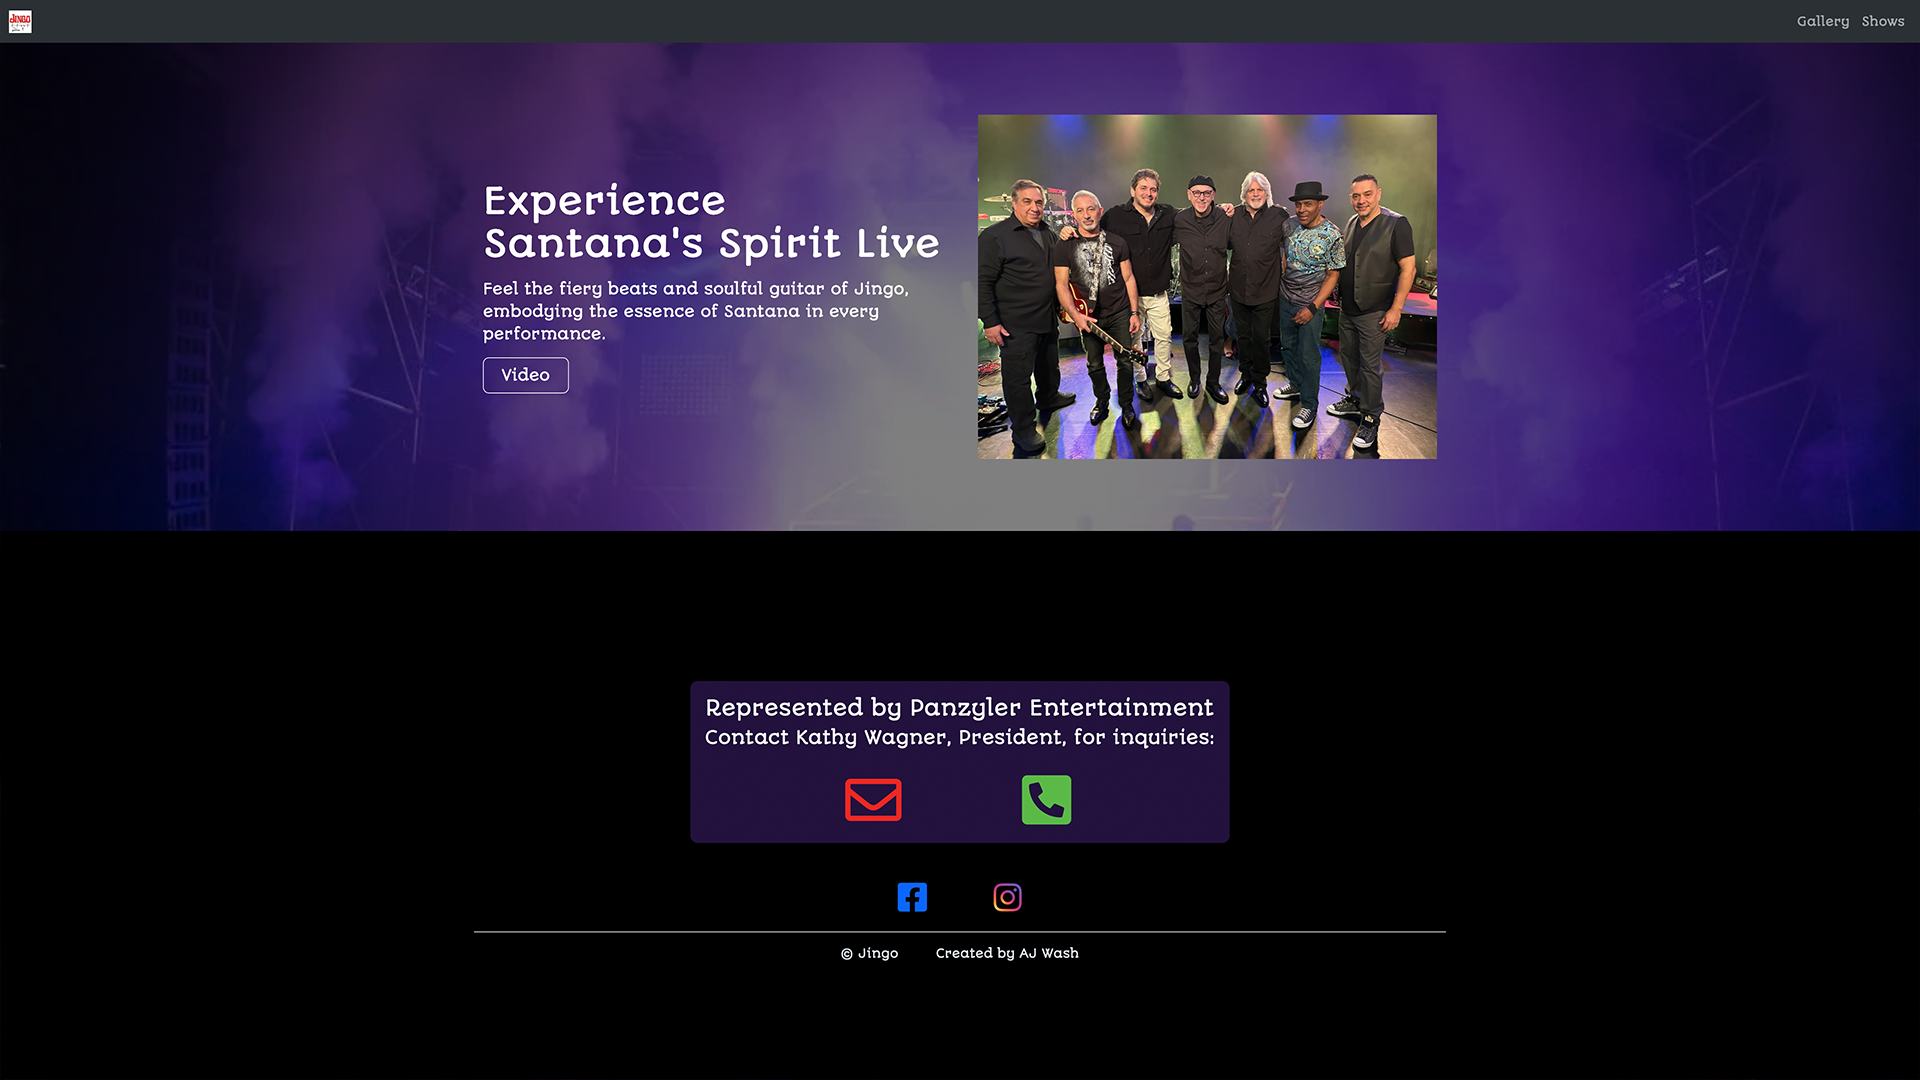 JINGO
Gallery Shows
Experience
Santana's Spirit Live
Feel the fiery beats and soulful guitar of Jingo,
embodying the essence of Santana in every
performance.
Video
Represented by Panzyler Entertainment
Contact Kathy Wagner, President, for inquiries:
© Jingo Created by AJ Wash